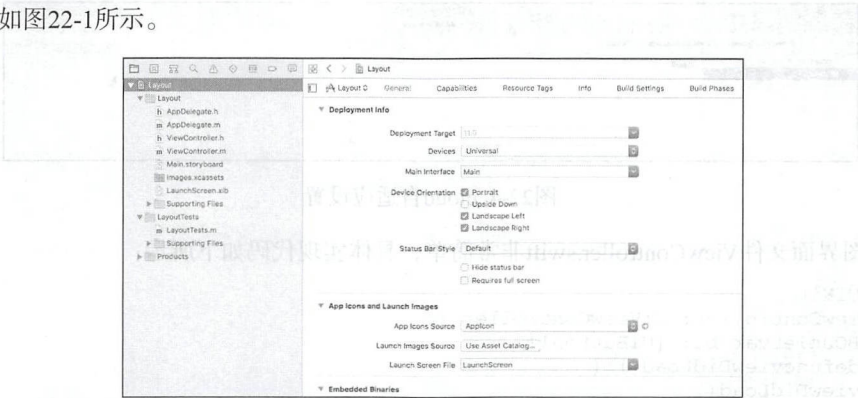 如图22-1所示。
Layout
Layout
Layout
General
Capabilities
Resource Tags
Info
Build Settings
Build Phases
Layout
AppDelegate.h
AppDelegate.m
ViewController.h
ViewController.m
Main.storyboard
Images.xcassets
LaunchScreen.xib
Supporting Files
LayoutTests
LayoutTests.m
Supporting Files
Products
Deployment Info
Deployment Target 11.0
Devices Universal
Main Interface Main
Device Orientation Portrait
Upside Down
Landscape Left
Landscape Right
Status Bar Style Default
Hide status bar
Requires full screen
App Icons and Launch Images
App Icons Source AppIcon
Launch Images Source Use Asset Catalog...
Launch Screen File LaunchScreen
Embedded Binaries